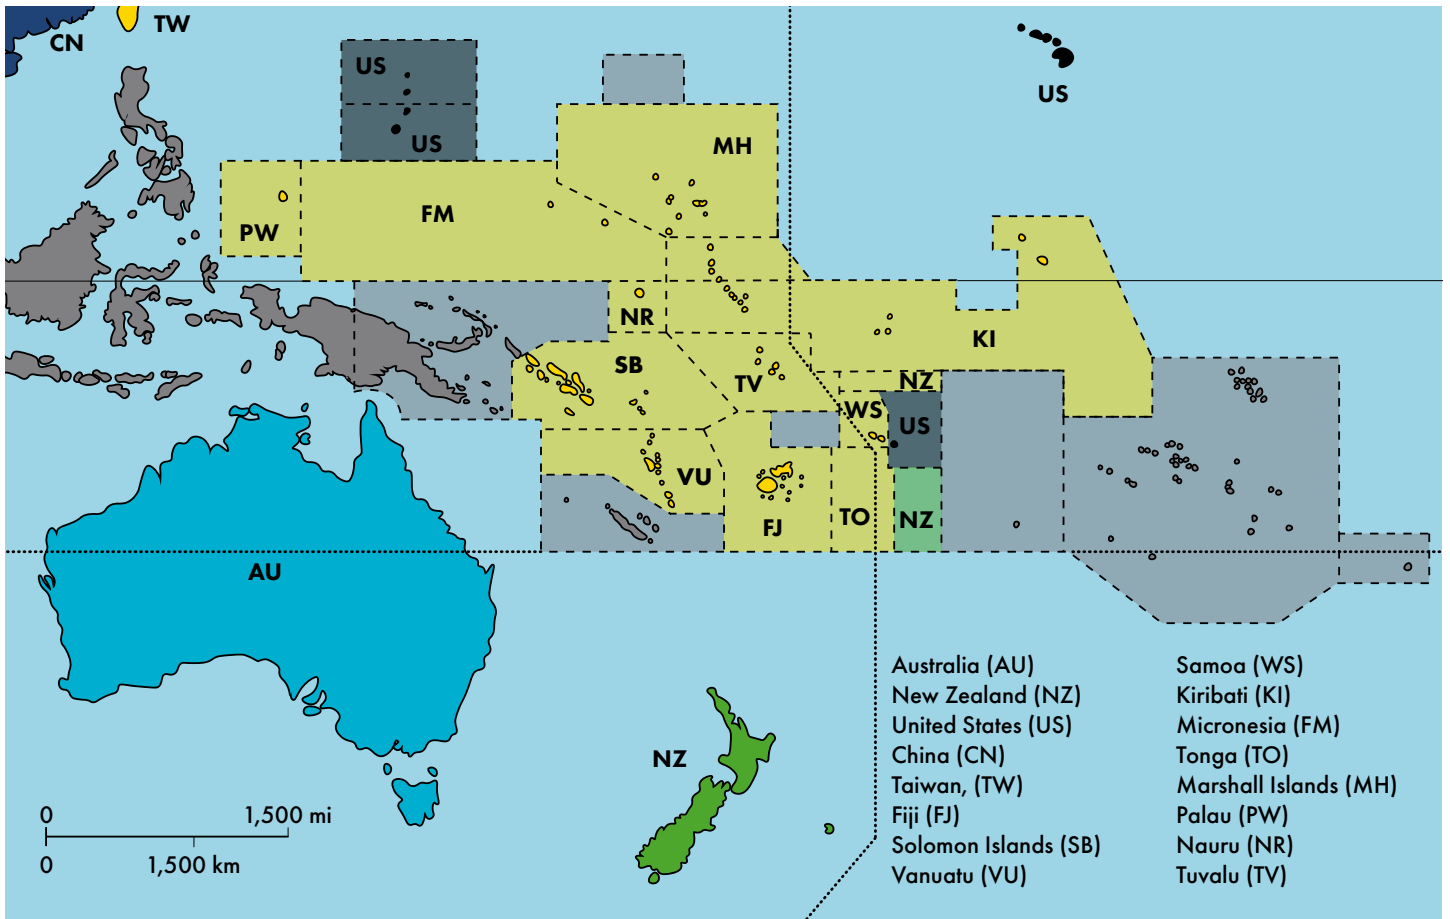 CN
TW
US
US
US
MH
PW
FM
NR
KI
SB
TV
NZ
WS
US
VU
FJ
TO
NZ
AU
NZ
0 1,500 mi
0 1,500 km
Australia (AU)
New Zealand (NZ)
United States (US)
China (CN)
Taiwan, (TW)
Fiji (FJ)
Solomon Islands (SB)
Vanuatu (VU)
Samoa (WS)
Kiribati (KI)
Micronesia (FM)
Tonga (TO)
Marshall Islands (MH)
Palau (PW)
Nauru (NR)
Tuvalu (TV)